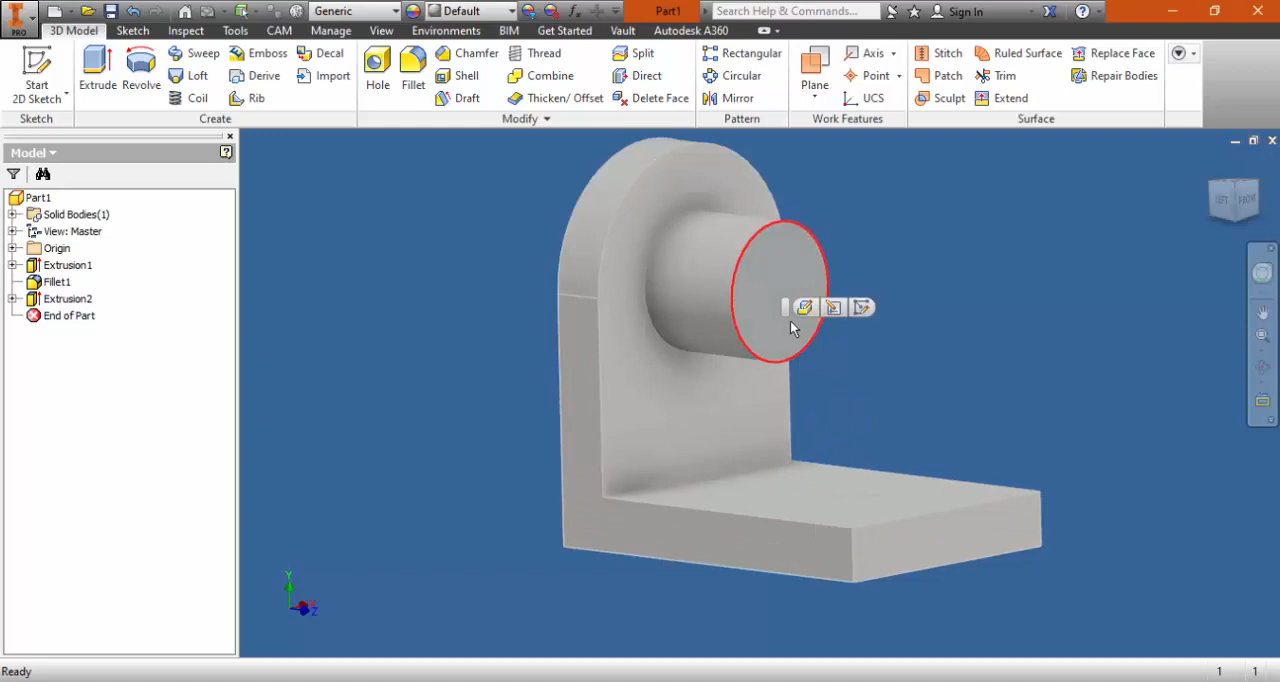 PRO
Generic
Default
fx
Part1
Search Help & Commands...
Sign In
3D Model Sketch Inspect Tools CAM Manage View Environments BIM Get Started Vault Autodesk A360
Start
2D Sketch
Extrude
Revolve
Sweep
Loft
Coil
Emboss
Derive
Rib
Decal
Import
Hole
Fillet
Chamfer
Shell
Draft
Thread
Combine
Thicken/ Offset
Split
Direct
Delete Face
Rectangular
Circular
Mirror
Plane
Axis
Point
UCS
Stitch
Patch
Sculpt
Ruled Surface
Trim
Extend
Replace Face
Repair Bodies
Sketch Create Modify Pattern Work Features Surface
Model
Part1
Solid Bodies(1)
View: Master
Origin
Extrusion1
Fillet1
Extrusion2
End of Part
LEFT FRONT
Y
X
Z
Ready
1 1